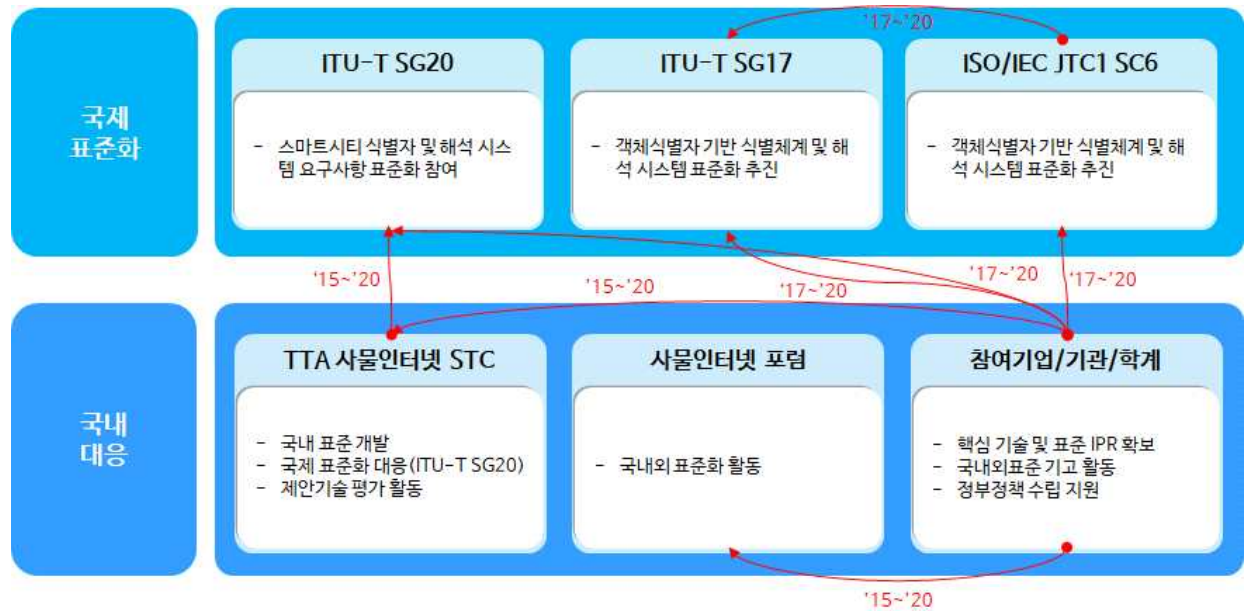 '17~'20
ITU-T SG20
ITU-T SG17
ISO/IEC JTC1 SC6
국제
표준화
- 스마트시티 식별자 및 해석 시스
템 요구사항 표준화 참여
- 객체식별자 기반 식별체계 및 해
석 시스템 표준화 추진
- 객체식별자 기반 식별체계 및 해
석 시스템 표준화 추진
'15~'20
'15~'20
'17~'20
'17~'20
'17~'20
TTA 사물인터넷 STC
사물인터넷 포럼
참여기업/기관/학계
국내
대응
- 국내 표준 개발
- 국제 표준화 대응(ITU-T SG20)
- 제안기술 평가 활동
- 국내외 표준화 활동
- 핵심 기술 및 표준 IPR 확보
- 국내외표준 기고 활동
- 정부정책 수립 지원
'15~'20